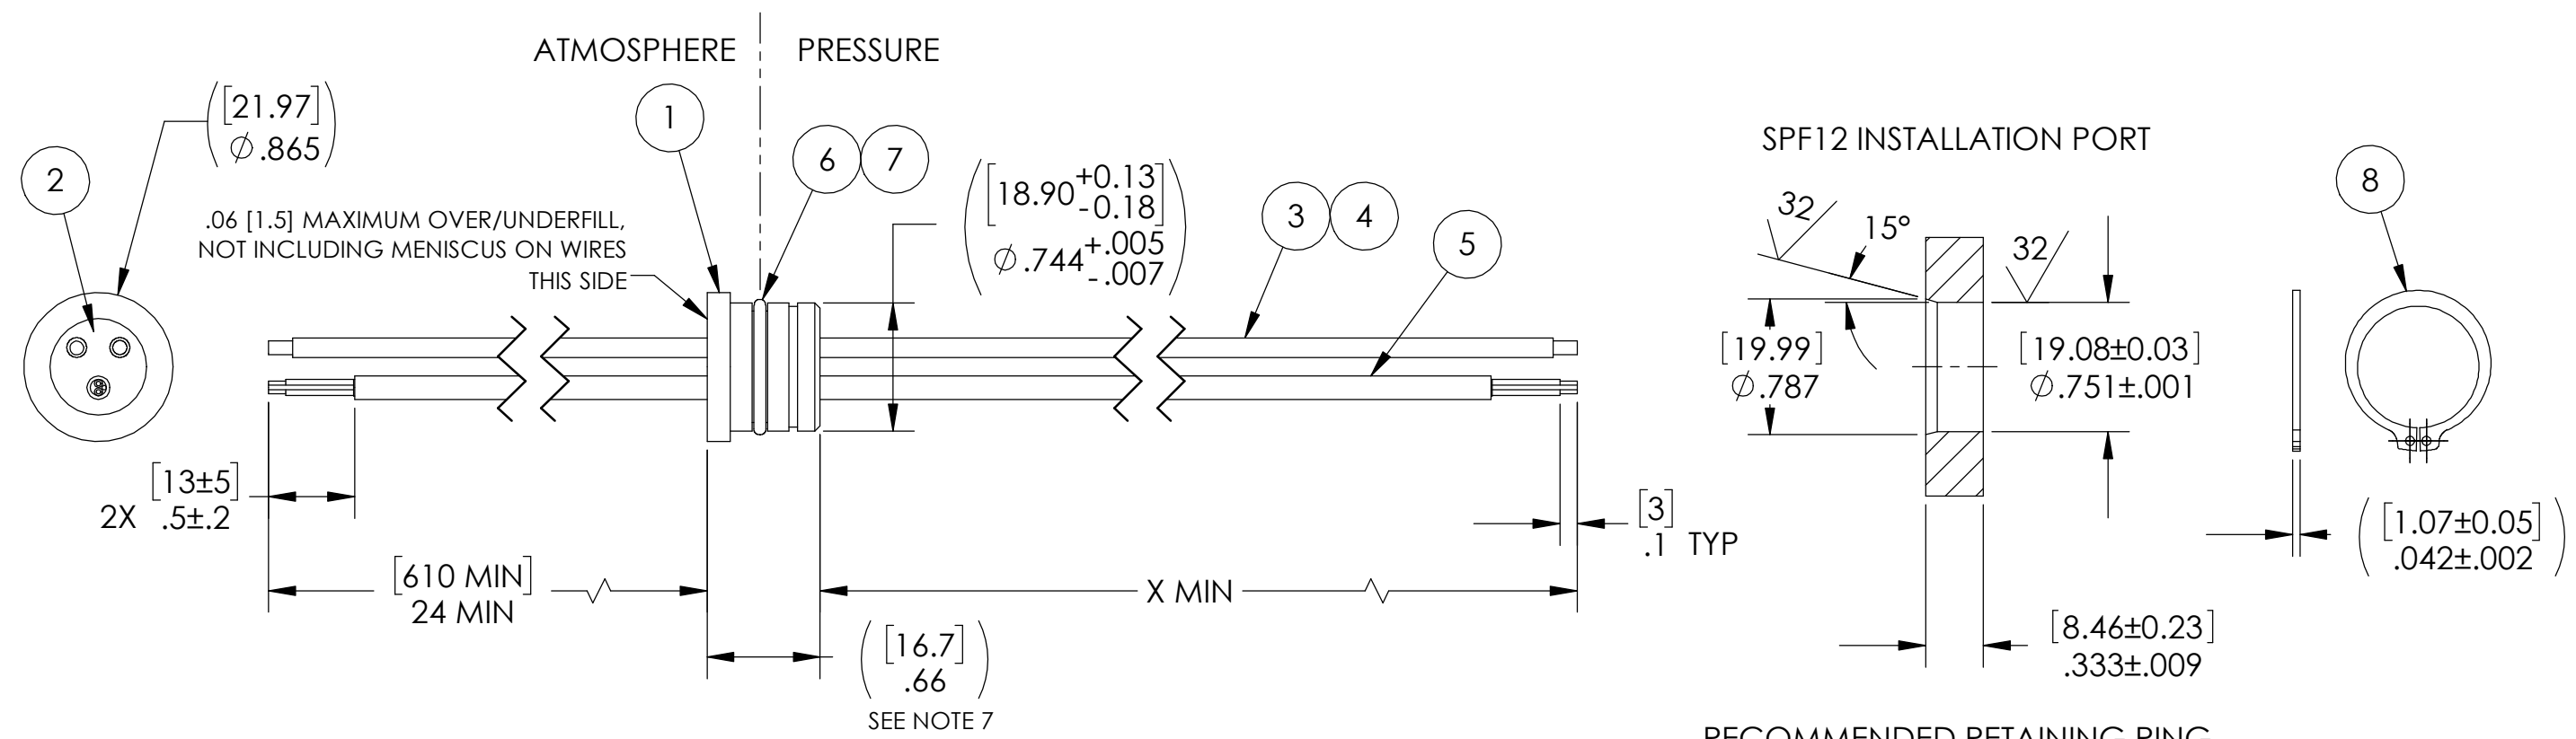 ATMOSPHERE
PRESSURE
[21.97]
Ø.865
1
2
6
7
.06 [1.5] MAXIMUM OVER/UNDERFILL,
NOT INCLUDING MENISCUS ON WIRES
THIS SIDE
[18.90 +0.13 -0.18]
Ø.744 +.005 -.007
3
4
5
[13±5]
2X .5±.2
[610 MIN]
24 MIN
X MIN
[3]
.1 TYP
[16.7]
.66
SEE NOTE 7
SPF12 INSTALLATION PORT
32
15°
32
[19.99]
Ø.787
[19.08±0.03]
Ø.751±.001
[8.46±0.23]
.333±.009
8
[1.07±0.05]
.042±.002
RECOMMENDED RETAINING RING